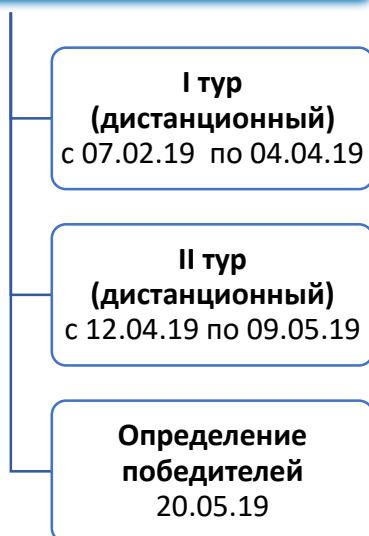 I тур
(дистанционный)
с 07.02.19 по 04.04.19
II тур
(дистанционный)
с 12.04.19 по 09.05.19
Определение
победителей
20.05.19